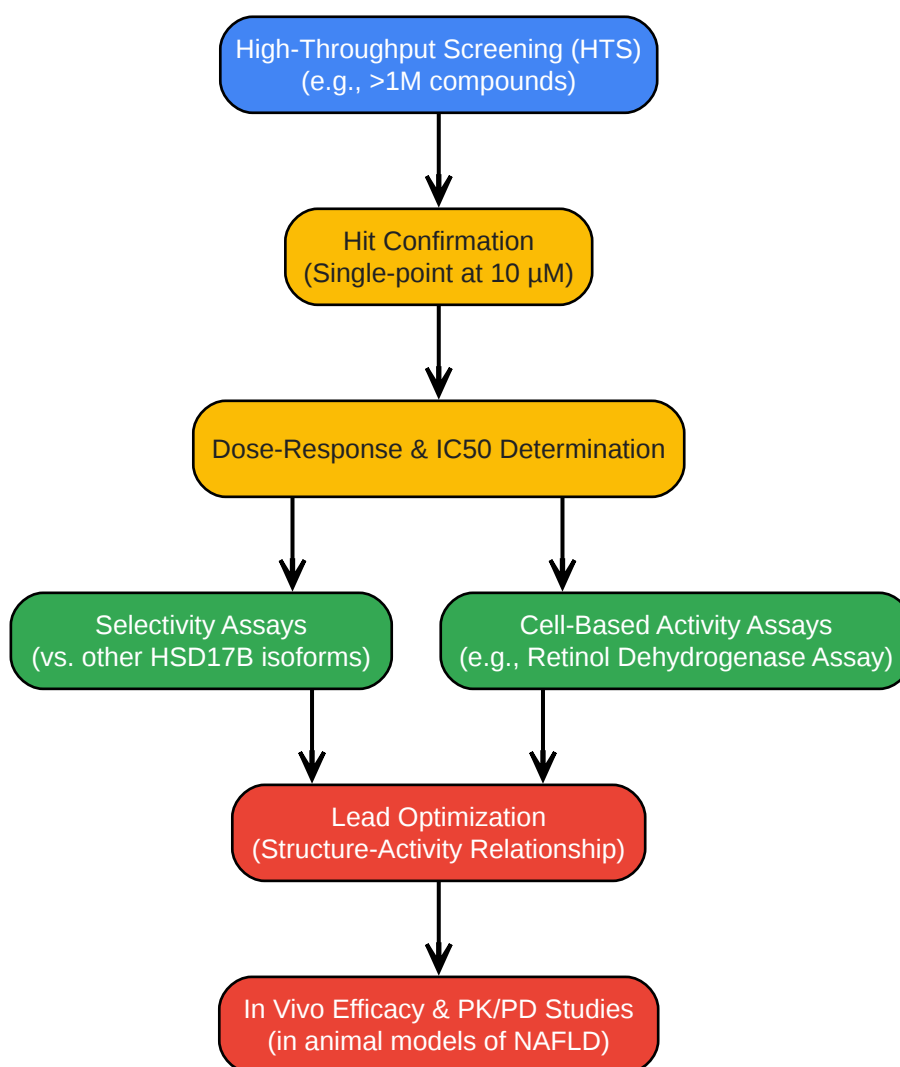 High-Throughput Screening (HTS)
(e.g., >1M compounds)
Hit Confirmation
(Single-point at 10 µM)
Dose-Response & IC50 Determination
Selectivity Assays
(vs. other HSD17B isoforms)
Cell-Based Activity Assays
(e.g., Retinol Dehydrogenase Assay)
Lead Optimization
(Structure-Activity Relationship)
In Vivo Efficacy & PK/PD Studies
(in animal models of NAFLD)